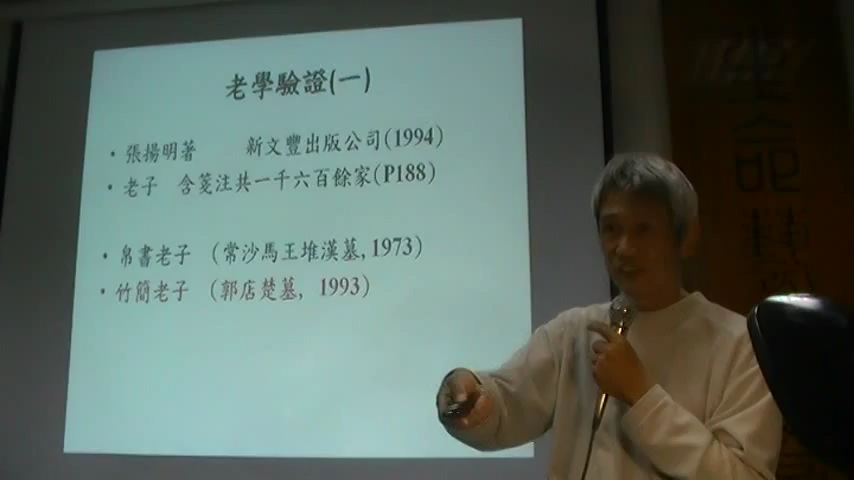 老學驗證(一)
• 張揚明著 新文豐出版公司(1994)
• 老子 含箋注共一千六百餘家(P188)
• 帛書老子 (常沙馬王堆漢墓, 1973)
• 竹簡老子 (郭店楚墓, 1993)
生命